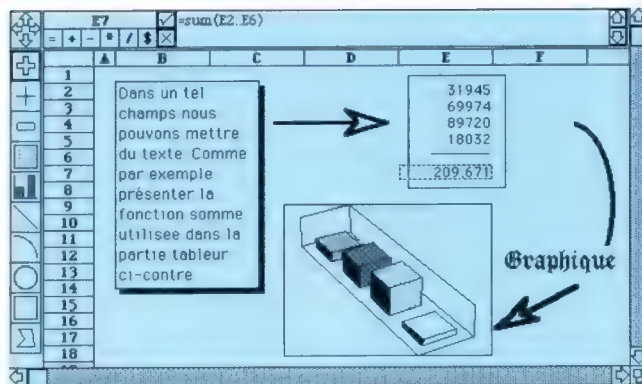 E7
=sum(E2.E6)
= + - * / $
A B C D E F
1
2
3
4
5
6
7
8
9
10
11
12
13
14
15
16
17
18
Dans un tel
champs nous
pouvons mettre
du texte Comme
par exemple
présenter la
fonction somme
utilisee dans la
partie tableur
ci-contre
31945
69974
89720
18032
209.671
Graphique